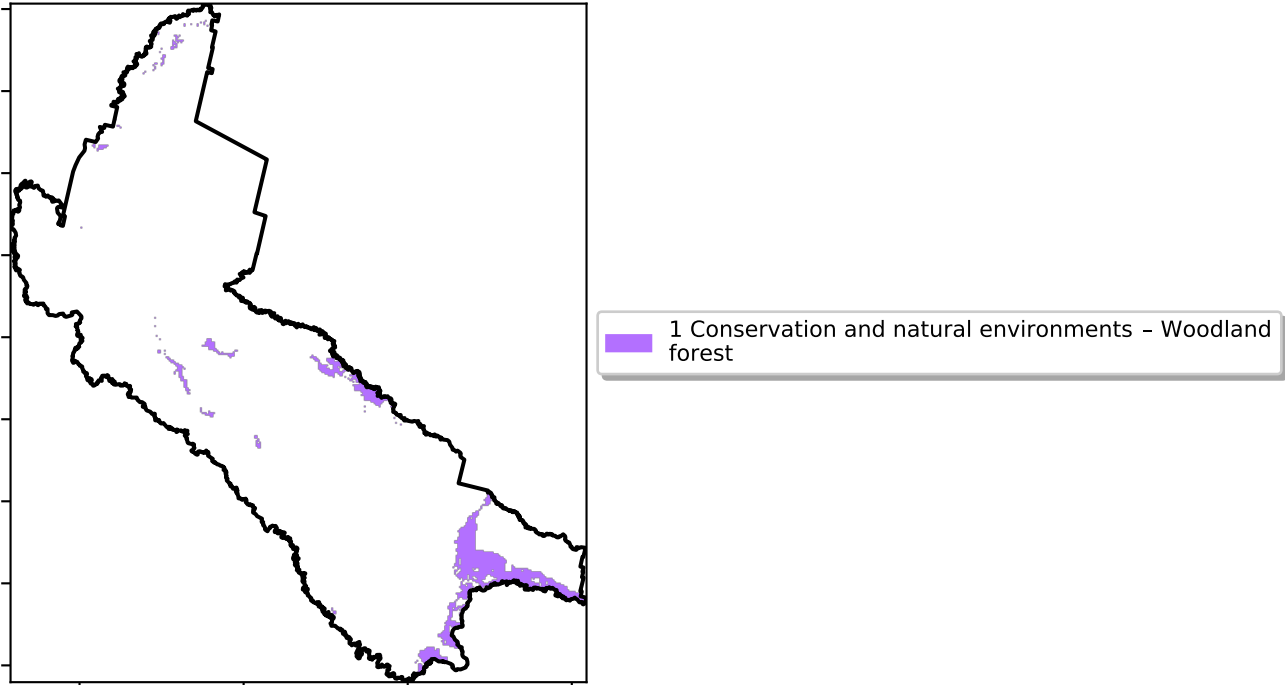 1 Conservation and natural environments – Woodland
forest